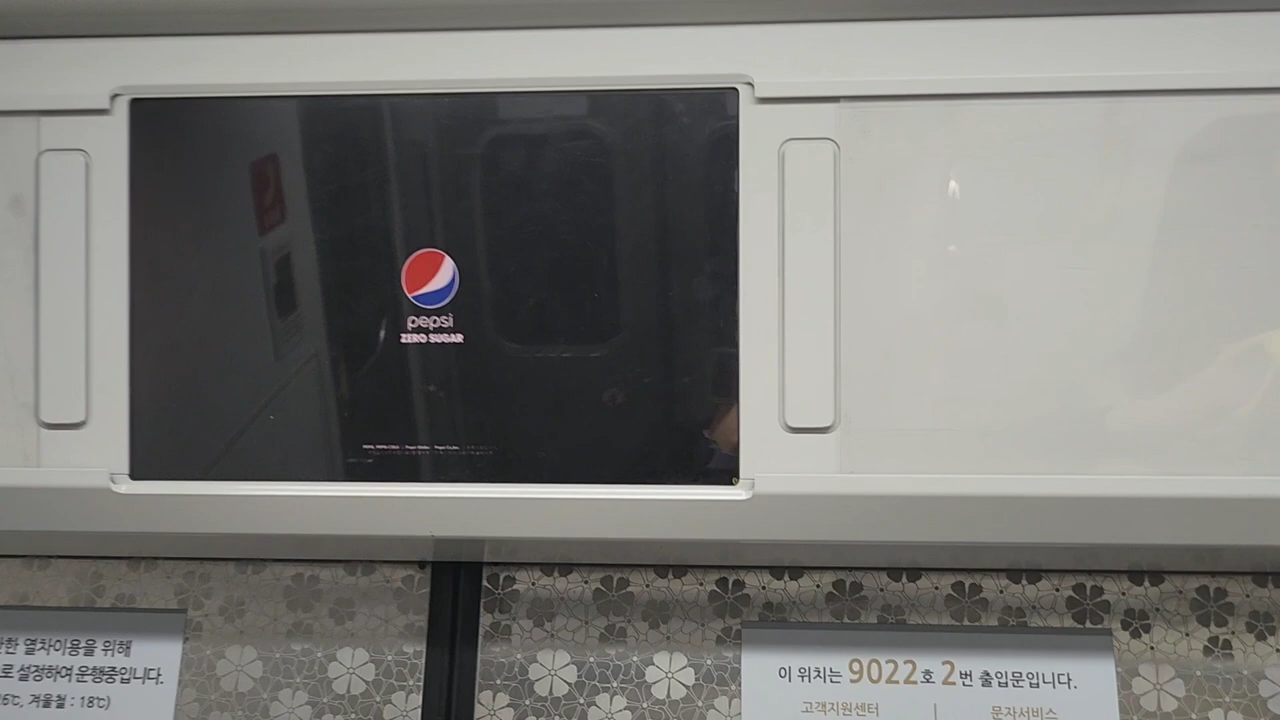 pepsi
ZERO SUGAR
한 열차이용을 위해
로 설정하여 운행중입니다.
6℃, 겨울철 : 18℃)
이 위치는 9022호 2번 출입문입니다.
고객지원센터
문자서비스